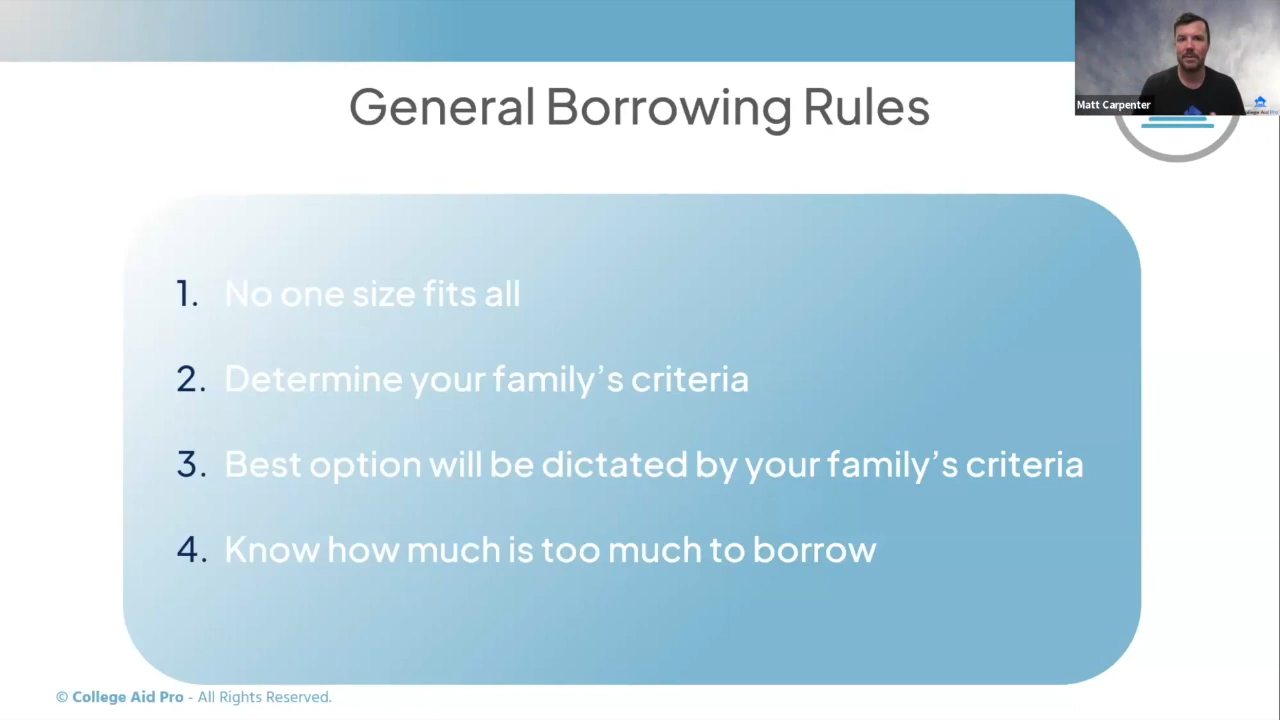 General Borrowing Rules
Matt Carpenter
1. No one size fits all
2. Determine your family’s criteria
3. Best option will be dictated by your family’s criteria
4. Know how much is too much to borrow
© College Aid Pro - All Rights Reserved.